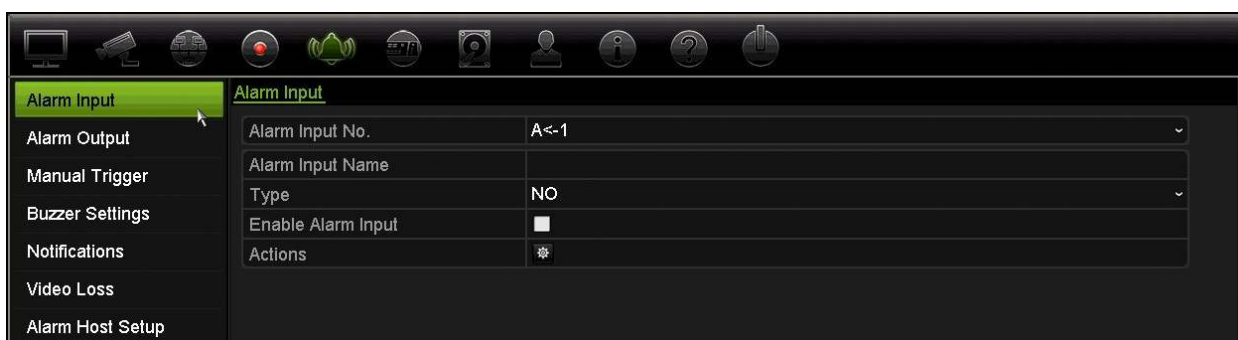 Alarm Input
Alarm Output
Manual Trigger
Buzzer Settings
Notifications
Video Loss
Alarm Host Setup
Alarm Input
Alarm Input No. A<-1
Alarm Input Name
Type NO
Enable Alarm Input
Actions